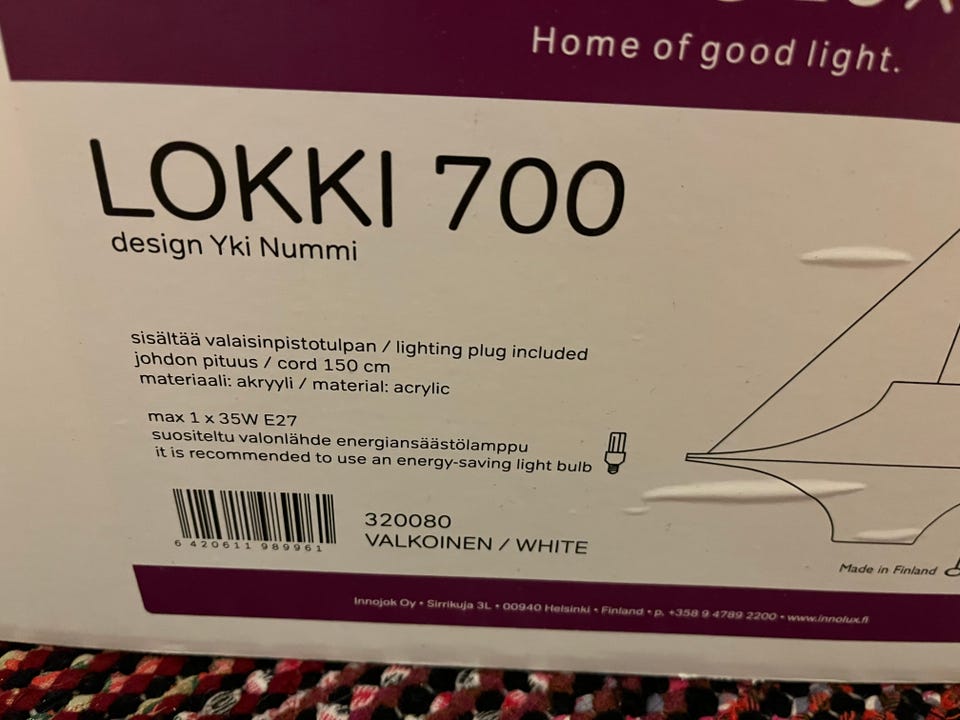 Home of good light.
LOKKI 700
design Yki Nummi
sisältää valaisinpistotulpan / lighting plug included
johdon pituus / cord 150 cm
materiaali: akryyli / material: acrylic
max 1 x 35W E27
suositeltu valonlähde energiansäästölamppu
it is recommended to use an energy-saving light bulb
6 420611 989961
320080
VALKOINEN / WHITE
Made in Finland
Innojok Oy • Sirrikuja 3L • 00940 Helsinki • Finland • p. +358 9 4789 2200 • www.innolux.fi